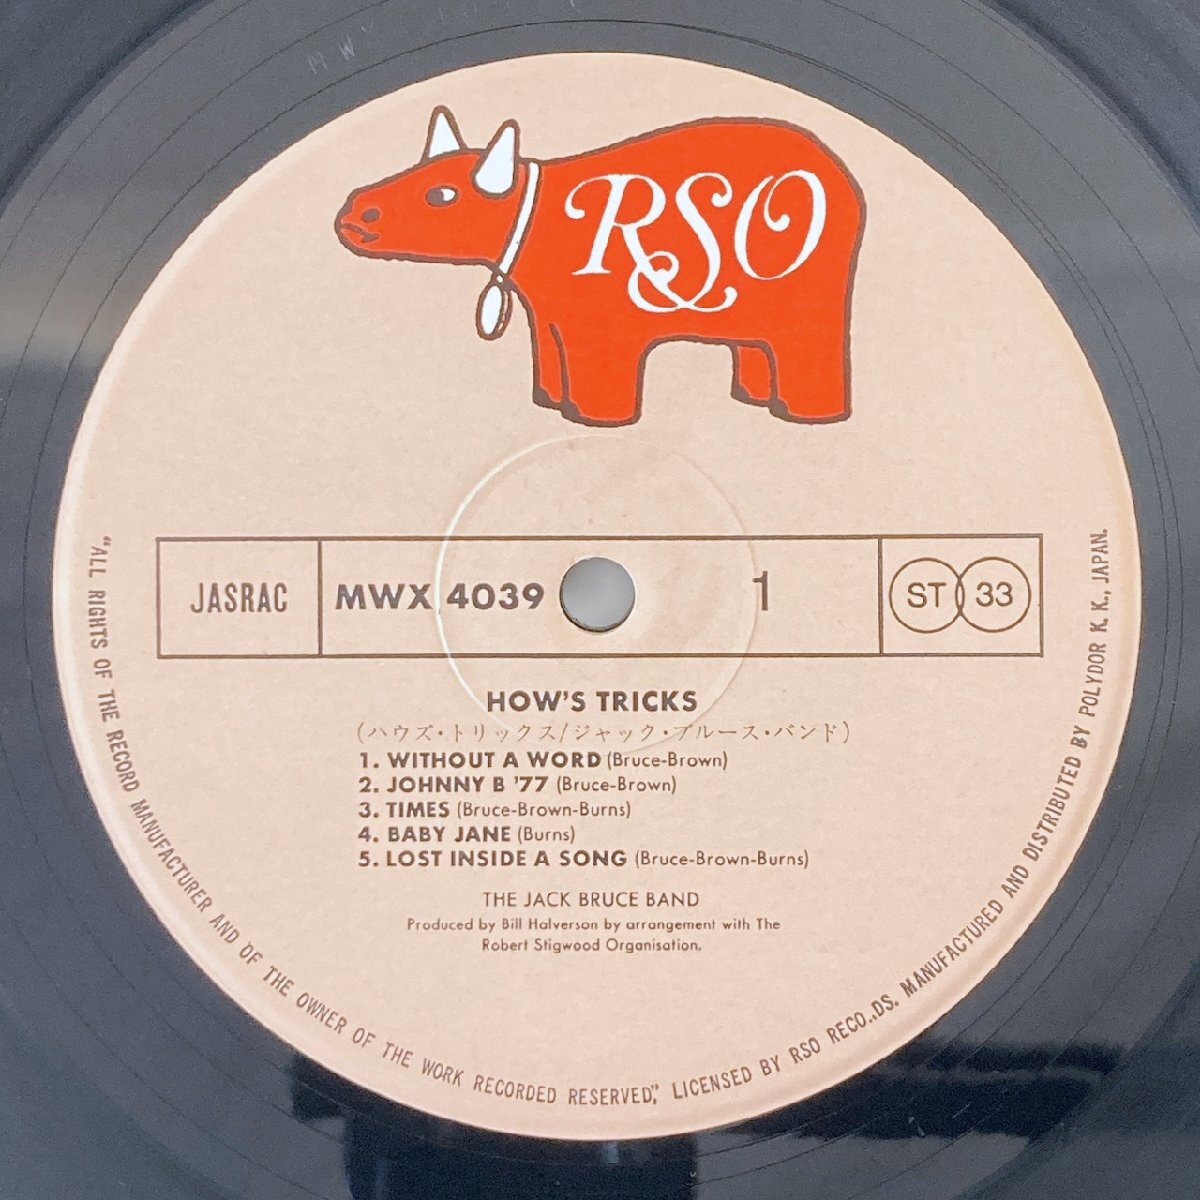 RSO
JASRAC
MWX 4039
1
ST 33
HOW'S TRICKS
(ハウズ・トリックス/ジャック・ブルース・バンド)
1. WITHOUT A WORD (Bruce-Brown)
2. JOHNNY B '77 (Bruce-Brown)
3. TIMES (Bruce-Brown-Burns)
4. BABY JANE (Burns)
5. LOST INSIDE A SONG (Bruce-Brown-Burns)
THE JACK BRUCE BAND
Produced by Bill Halverson by arrangement with The
Robert Stigwood Organisation.
"ALL RIGHTS OF THE RECORD MANUFACTURER AND OF THE OWNER OF THE WORK RECORDED RESERVED," LICENSED BY RSO RECO..DS. MANUFACTURED AND DISTRIBUTED BY POLYDOR K. K., JAPAN.